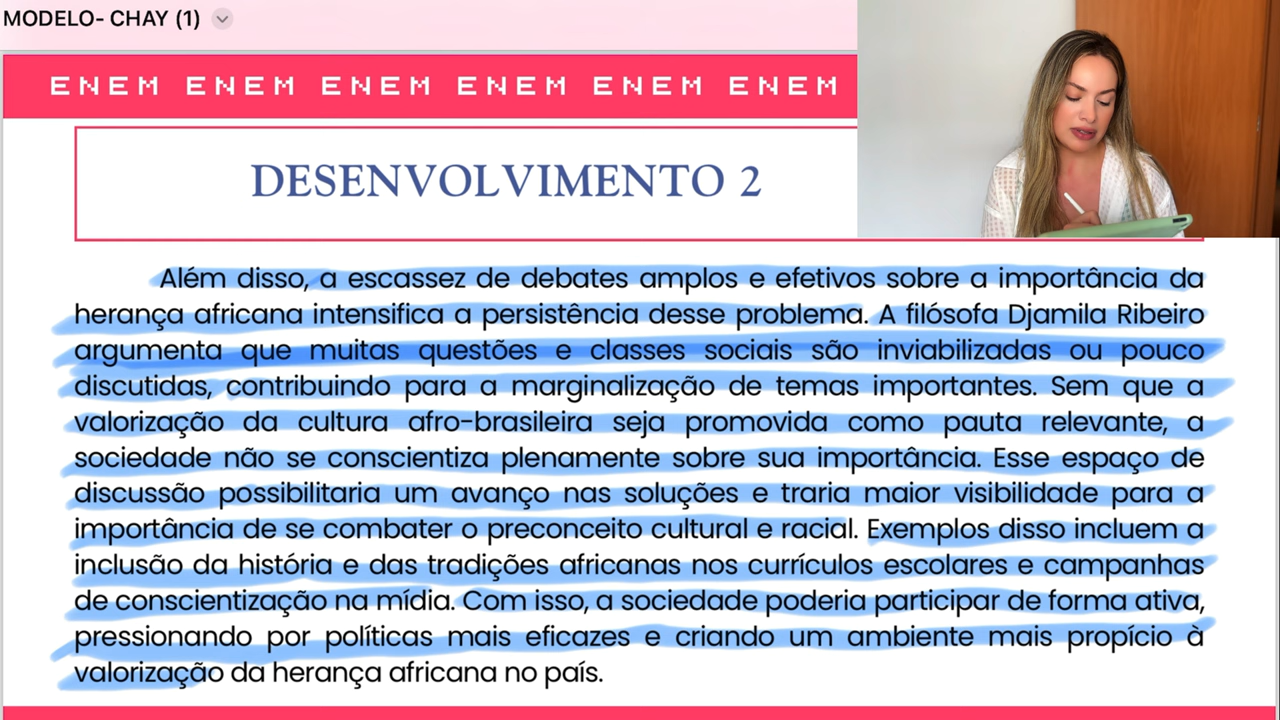 MODELO- CHAY (1)
ENEM ENEM ENEM ENEM ENEM ENEM
DESENVOLVIMENTO 2
Além disso, a escassez de debates amplos e efetivos sobre a importância da
herança africana intensifica a persistência desse problema. A filósofa Djamila Ribeiro
argumenta que muitas questões e classes sociais são inviabilizadas ou pouco
discutidas, contribuindo para a marginalização de temas importantes. Sem que a
valorização da cultura afro-brasileira seja promovida como pauta relevante, a
sociedade não se conscientiza plenamente sobre sua importância. Esse espaço de
discussão possibilitaria um avanço nas soluções e traria maior visibilidade para a
importância de se combater o preconceito cultural e racial. Exemplos disso incluem a
inclusão da história e das tradições africanas nos currículos escolares e campanhas
de conscientização na mídia. Com isso, a sociedade poderia participar de forma ativa,
pressionando por políticas mais eficazes e criando um ambiente mais propício à
valorização da herança africana no país.